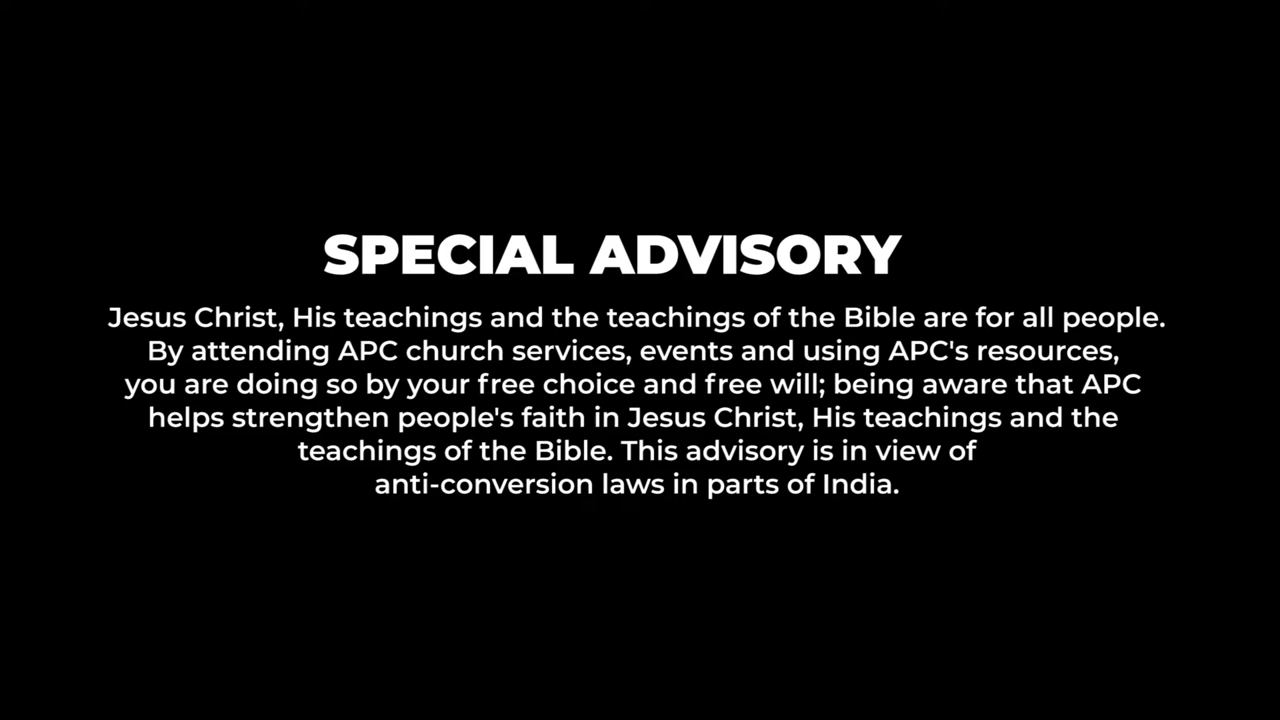 SPECIAL ADVISORY
Jesus Christ, His teachings and the teachings of the Bible are for all people.
By attending APC church services, events and using APC's resources,
you are doing so by your free choice and free will; being aware that APC
helps strengthen people's faith in Jesus Christ, His teachings and the
teachings of the Bible. This advisory is in view of
anti-conversion laws in parts of India.